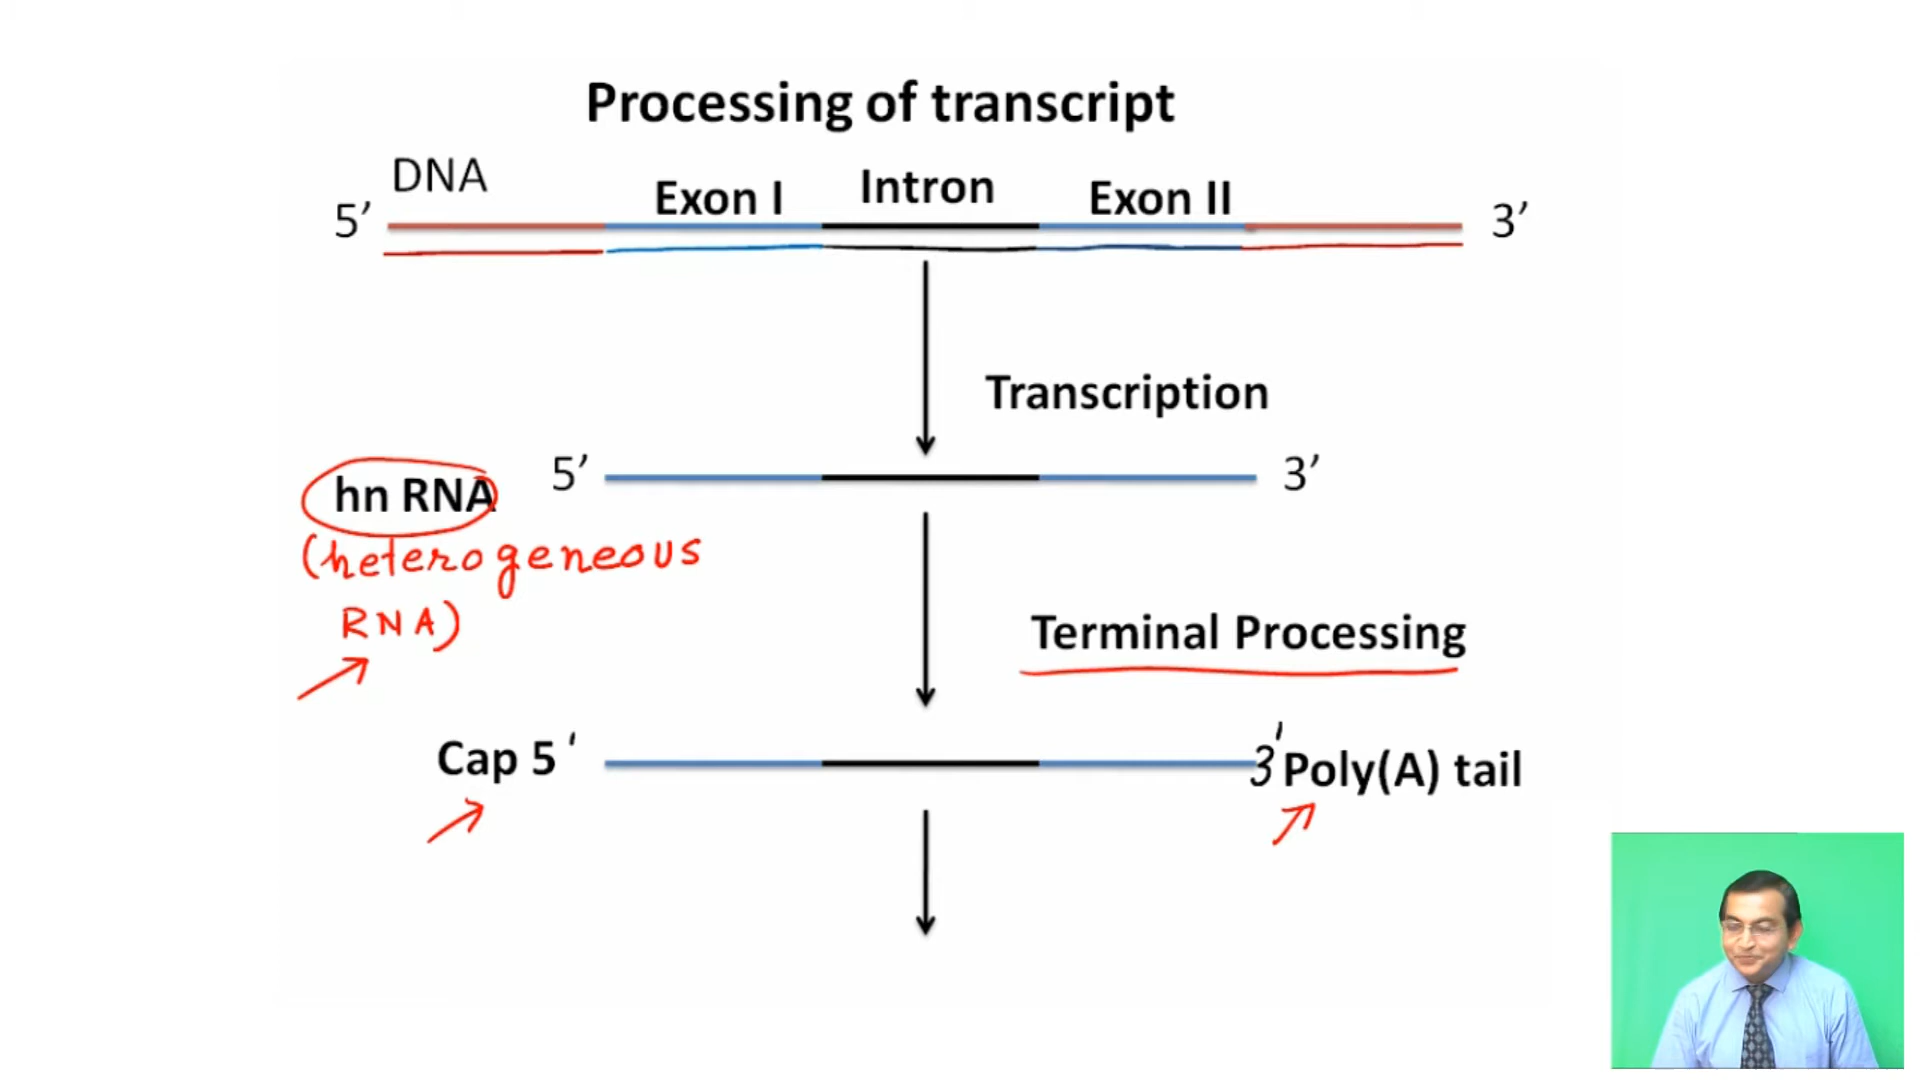 Processing of transcript
DNA
5′ Exon I Intron Exon II 3′
Transcription
hn RNA 5′ 3′
(heterogeneous
RNA)
Terminal Processing
Cap 5' 3' Poly(A) tail